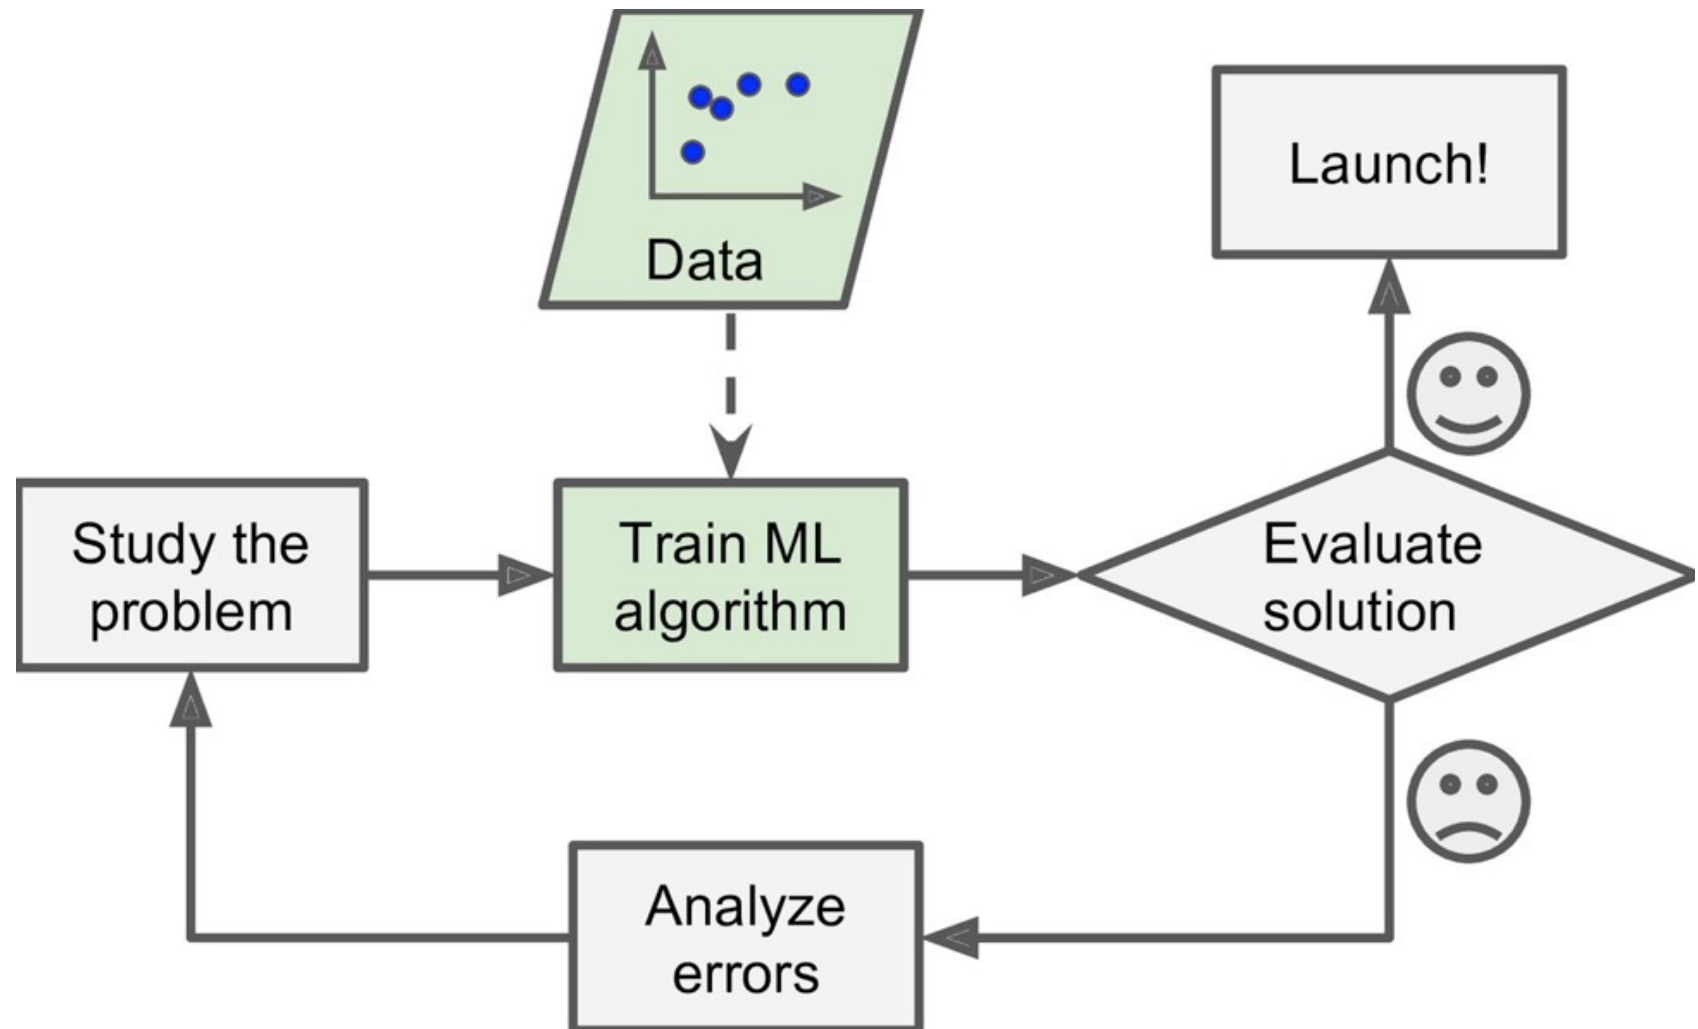 Data
Launch!
Study the
problem
Train ML
algorithm
Evaluate
solution
Analyze
errors